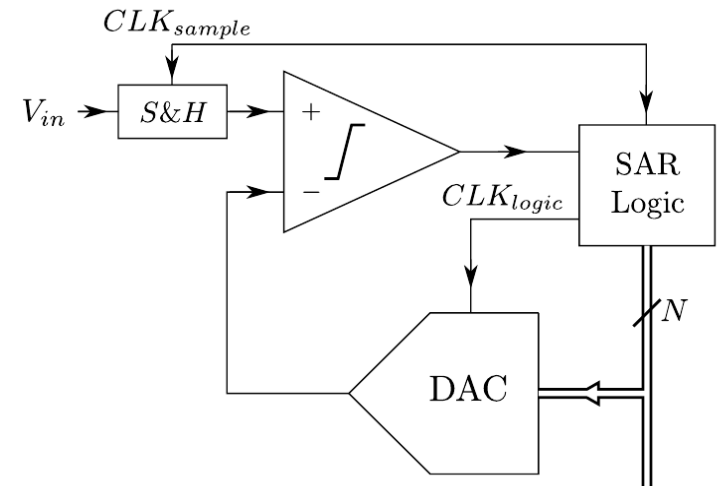 CLK_sample
V_in
S&H
+
−
SAR
Logic
CLK_logic
N
DAC